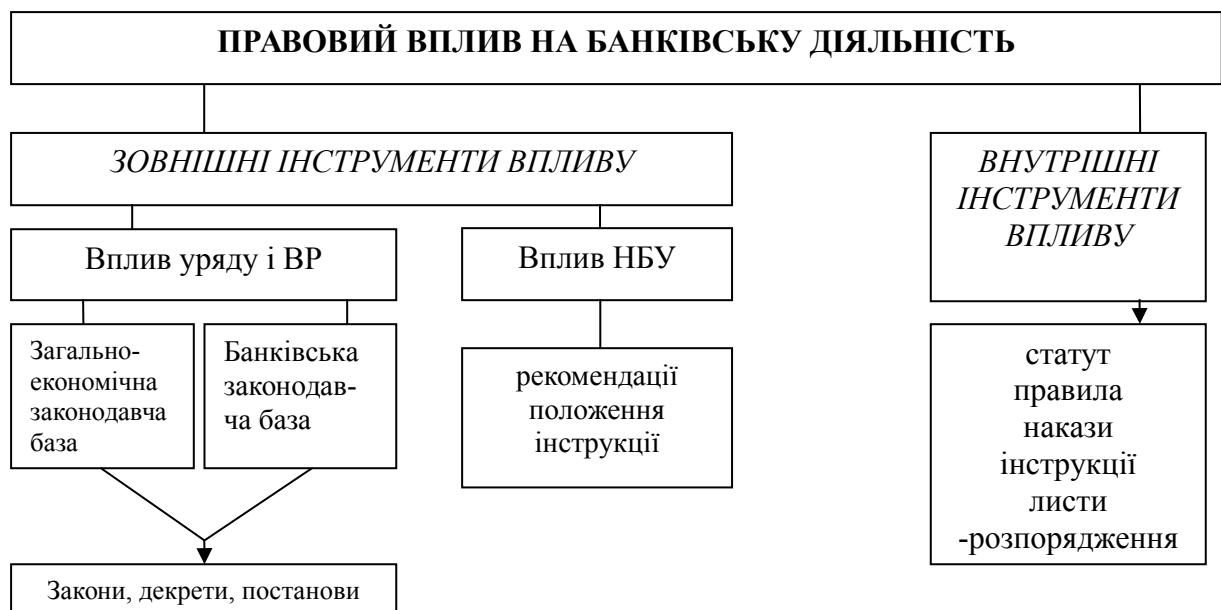 ПРАВОВИЙ ВПЛИВ НА БАНКІВСЬКУ ДІЯЛЬНІСТЬ
ЗОВНІШНІ ІНСТРУМЕНТИ ВПЛИВУ
ВНУТРІШНІ
ІНСТРУМЕНТИ
ВПЛИВУ
Вплив уряду і ВР
Вплив НБУ
Загально-
економічна
законодавча
база
Банківська
законодав-
ча база
рекомендації
положення
інструкції
статут
правила
накази
інструкції
листи
-розпорядження
Закони, декрети, постанови